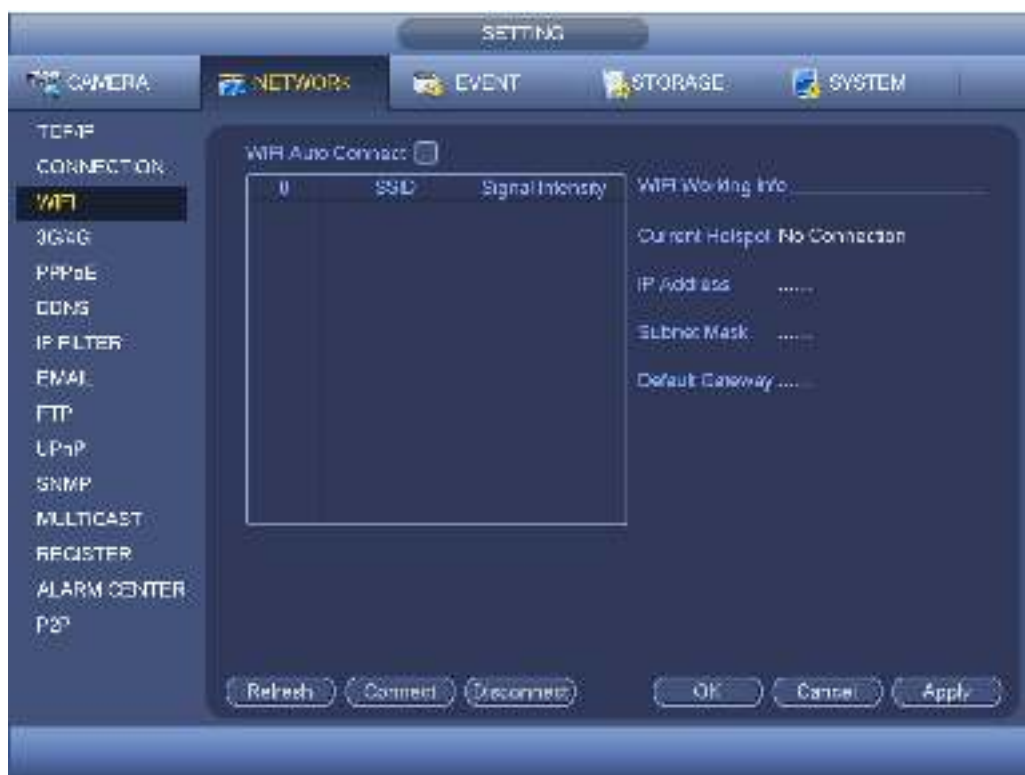 SETTING
CAMERA NETWORK EVENT STORAGE SYSTEM
TCP/IP
CONNECTION
WIFI
3G/4G
PPPoE
DDNS
IP FILTER
EMAIL
FTP
UPnP
SNMP
MULTICAST
REGISTER
ALARM CENTER
P2P
WIFI Auto Connect
0 SSID Signal Intensity
WIFI Working Info
Current Hotspot No Connection
IP Address ......
Subnet Mask ......
Default Gateway ......
Refresh Connect Disconnect OK Cancel Apply